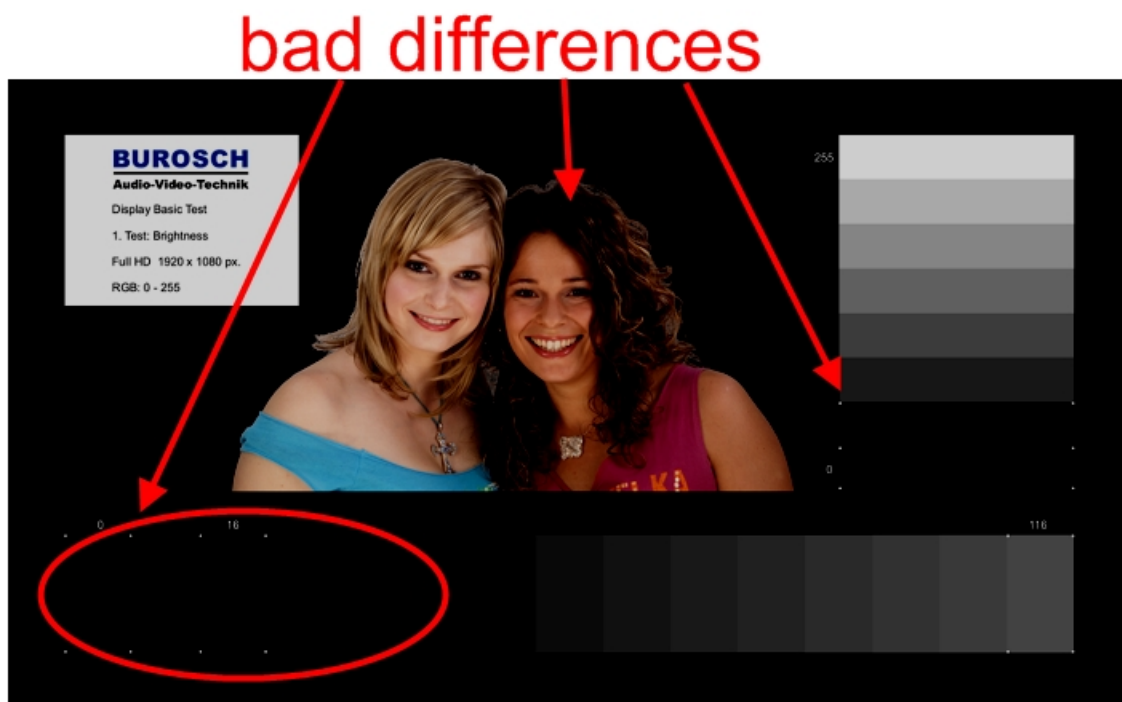 bad differences
BUROSCH
Audio-Video-Technik
Display Basic Test
1. Test: Brightness
Full HD 1920 x 1080 px.
RGB: 0 - 255
255
0
0 16
116